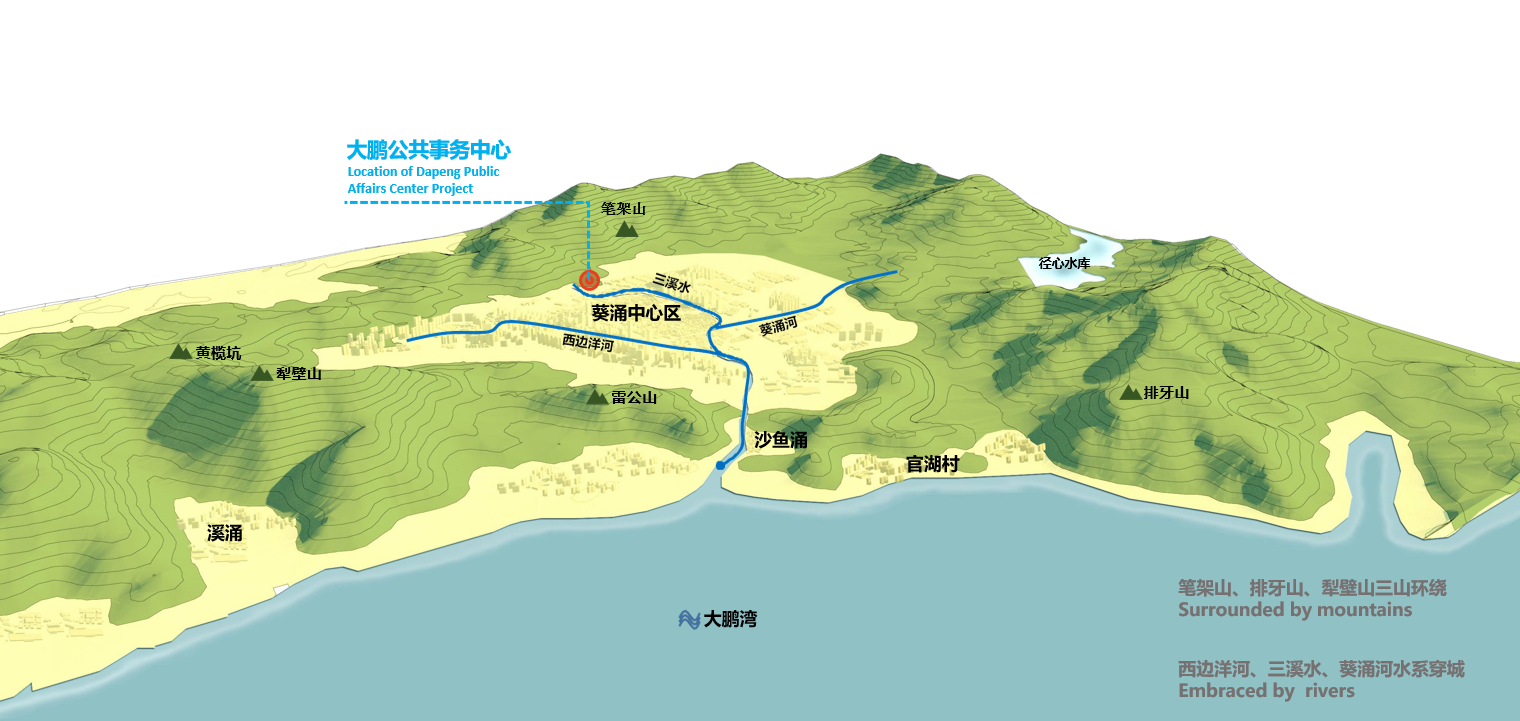 大鹏公共事务中心
Location of Dapeng Public
Affairs Center Project
笔架山
径心水库
三溪水
葵涌中心区
葵涌河
西边洋河
黄榄坑
犁壁山
雷公山
排牙山
沙鱼涌
官湖村
溪涌
大鹏湾
笔架山、排牙山、犁壁山三山环绕
Surrounded by mountains
西边洋河、三溪水、葵涌河水系穿城
Embraced by rivers